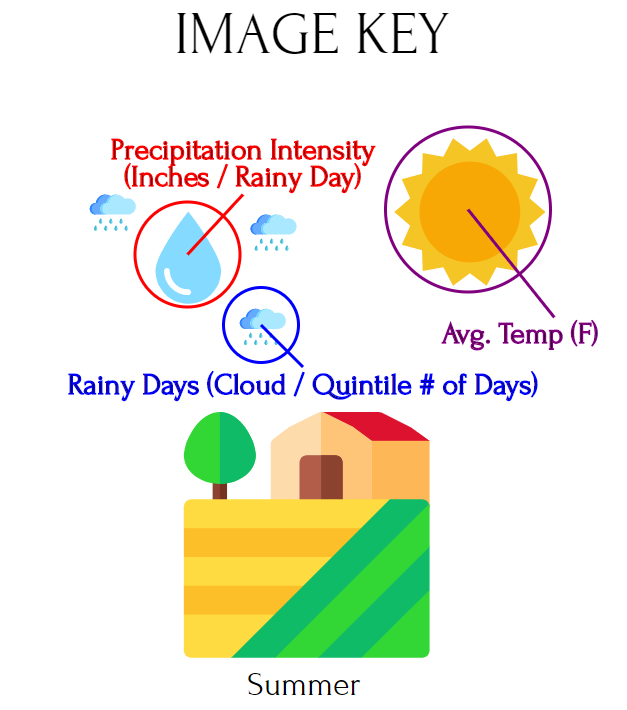 IMAGE KEY
Precipitation Intensity
(Inches / Rainy Day)
Avg. Temp (F)
Rainy Days (Cloud / Quintile # of Days)
Summer